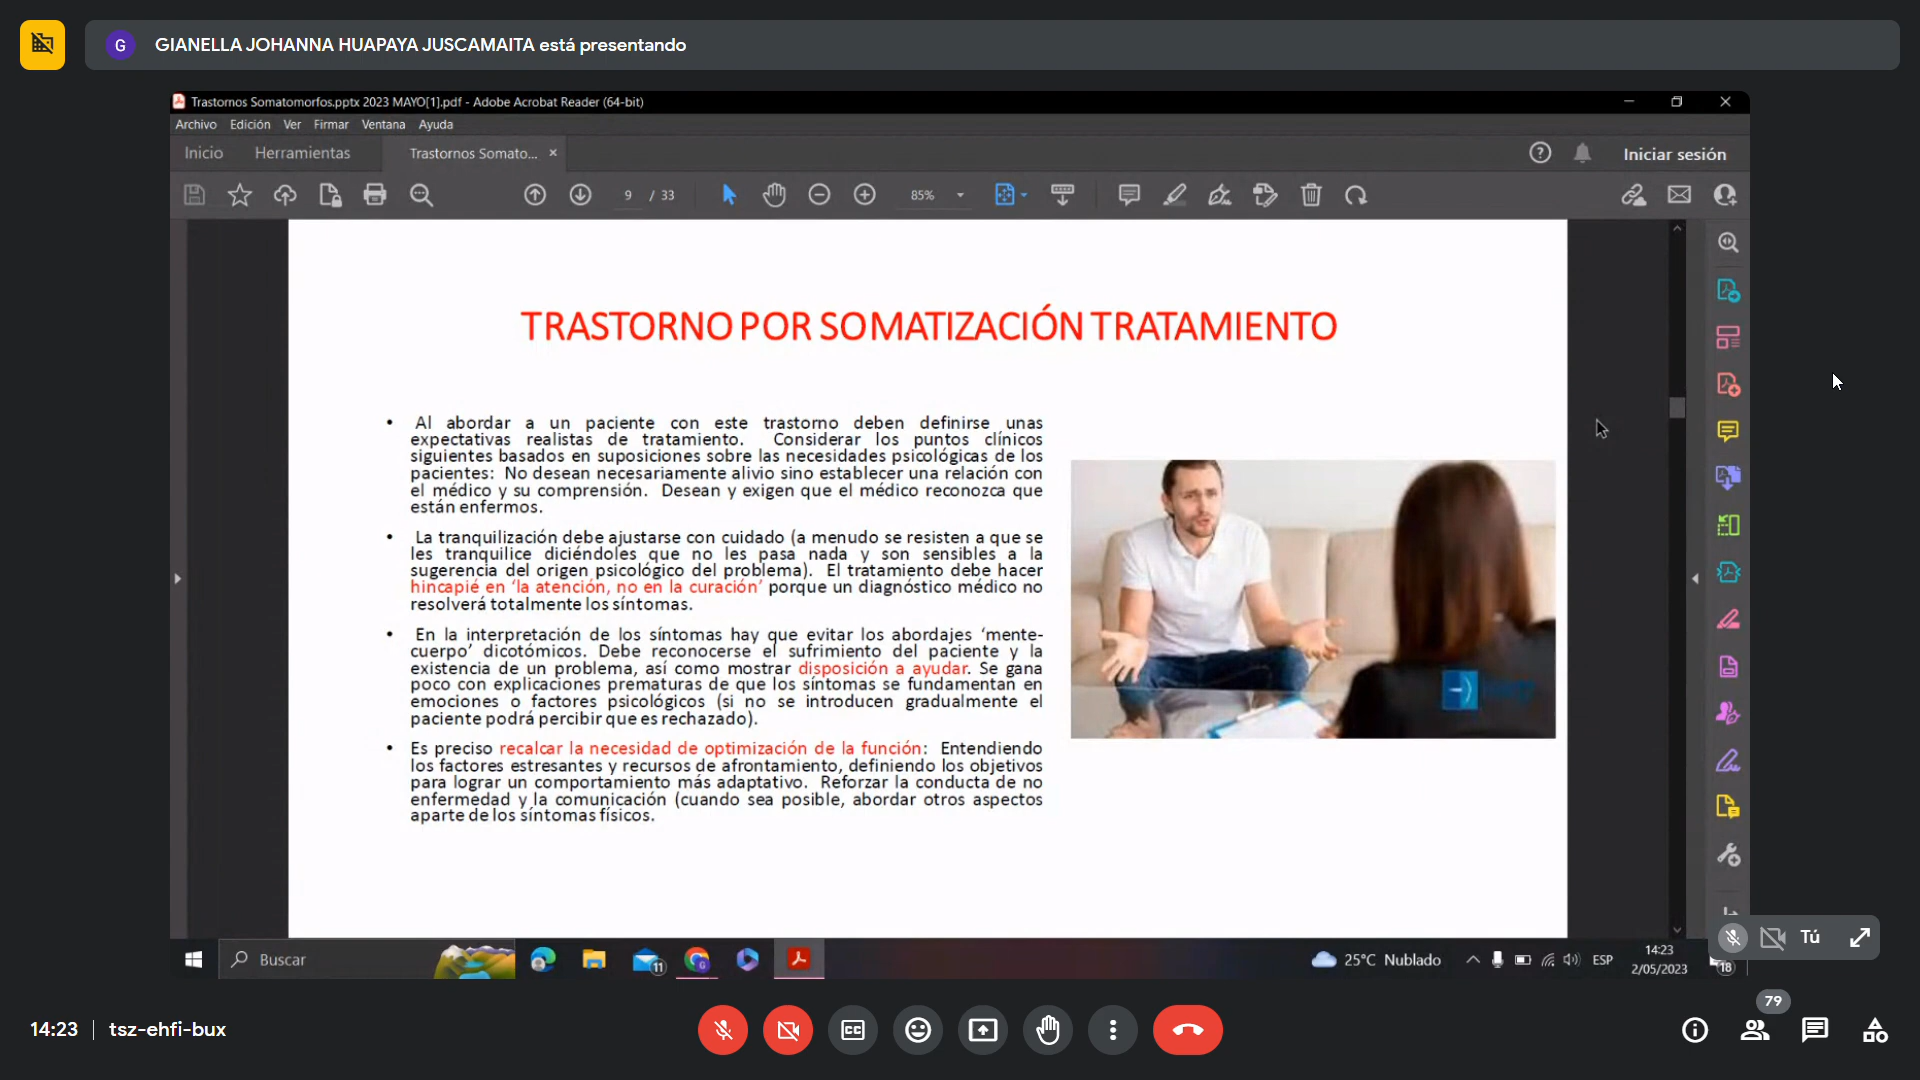 G GIANELLA JOHANNA HUAPAYA JUSCAMAITA está presentando
Trastornos Somatomorfos.pptx 2023 MAYO[1].pdf - Adobe Acrobat Reader (64-bit)
Archivo Edición Ver Firmar Ventana Ayuda
Inicio Herramientas Trastornos Somato... × Iniciar sesión
9 / 33 85%
TRASTORNO POR SOMATIZACIÓN TRATAMIENTO
• Al abordar a un paciente con este trastorno deben definirse unas
expectativas realistas de tratamiento. Considerar los puntos clínicos
siguientes basados en suposiciones sobre las necesidades psicológicas de los
pacientes: No desean necesariamente alivio sino establecer una relación con
el médico y su comprensión. Desean y exigen que el médico reconozca que
están enfermos.
• La tranquilización debe ajustarse con cuidado (a menudo se resisten a que se
les tranquilice diciéndoles que no les pasa nada y son sensibles a la
sugerencia del origen psicológico del problema). El tratamiento debe hacer
hincapié en ‘la atención, no en la curación’ porque un diagnóstico médico no
resolverá totalmente los síntomas.
• En la interpretación de los síntomas hay que evitar los abordajes ‘mente-
cuerpo’ dicotómicos. Debe reconocerse el sufrimiento del paciente y la
existencia de un problema, así como mostrar disposición a ayudar. Se gana
poco con explicaciones prematuras de que los síntomas se fundamentan en
emociones o factores psicológicos (si no se introducen gradualmente el
paciente podrá percibir que es rechazado).
• Es preciso recalcar la necesidad de optimización de la función: Entendiendo
los factores estresantes y recursos de afrontamiento, definiendo los objetivos
para lograr un comportamiento más adaptativo. Reforzar la conducta de no
enfermedad y la comunicación (cuando sea posible, abordar otros aspectos
aparte de los síntomas físicos.
Tú
Buscar 11 25°C Nublado ESP 14:23
2/05/2023 18
79
14:23 | tsz-ehfi-bux